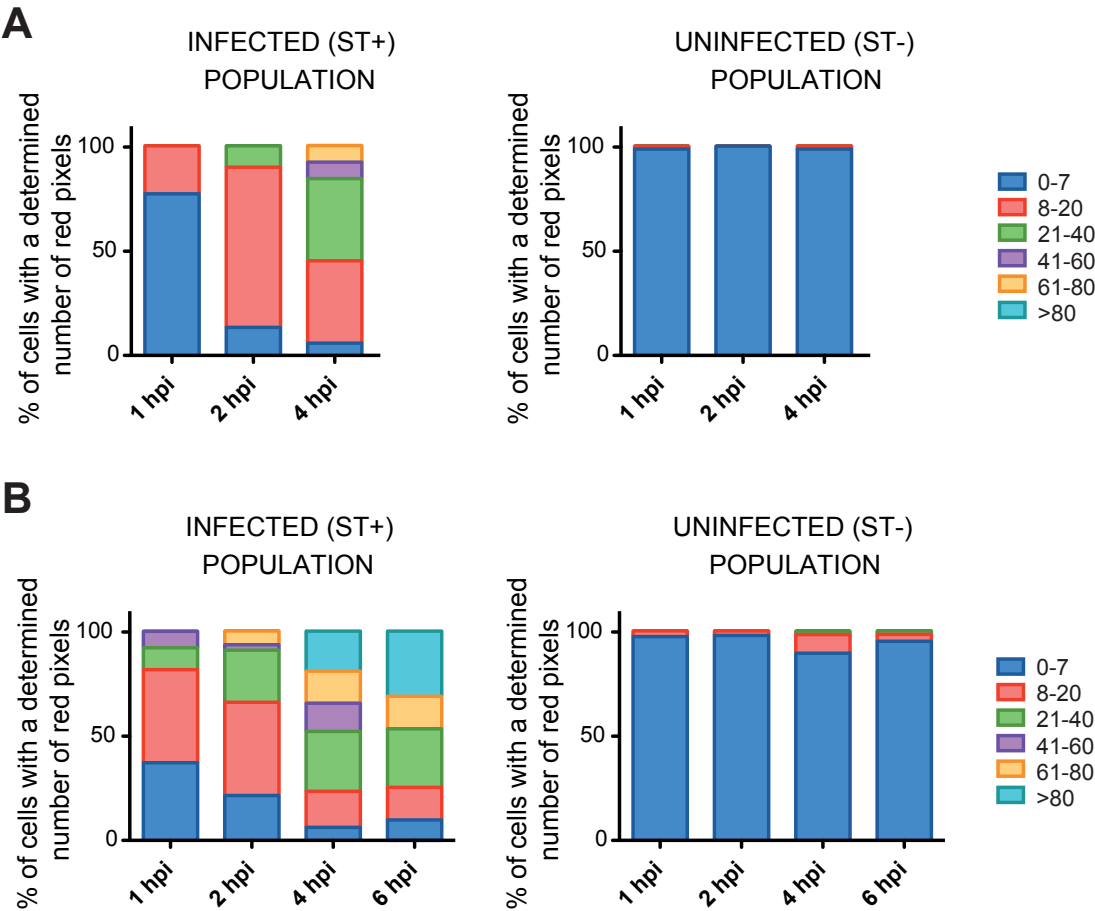 A
INFECTED (ST+)
POPULATION
% of cells with a determined
number of red pixels
100
50
0
1 hpi
2 hpi
4 hpi
UNINFECTED (ST-)
POPULATION
% of cells with a determined
number of red pixels
100
50
0
1 hpi
2 hpi
4 hpi
0-7
8-20
21-40
41-60
61-80
>80
B
INFECTED (ST+)
POPULATION
% of cells with a determined
number of red pixels
100
50
0
1 hpi
2 hpi
4 hpi
6 hpi
UNINFECTED (ST-)
POPULATION
% of cells with a determined
number of red pixels
100
50
0
1 hpi
2 hpi
4 hpi
6 hpi
0-7
8-20
21-40
41-60
61-80
>80